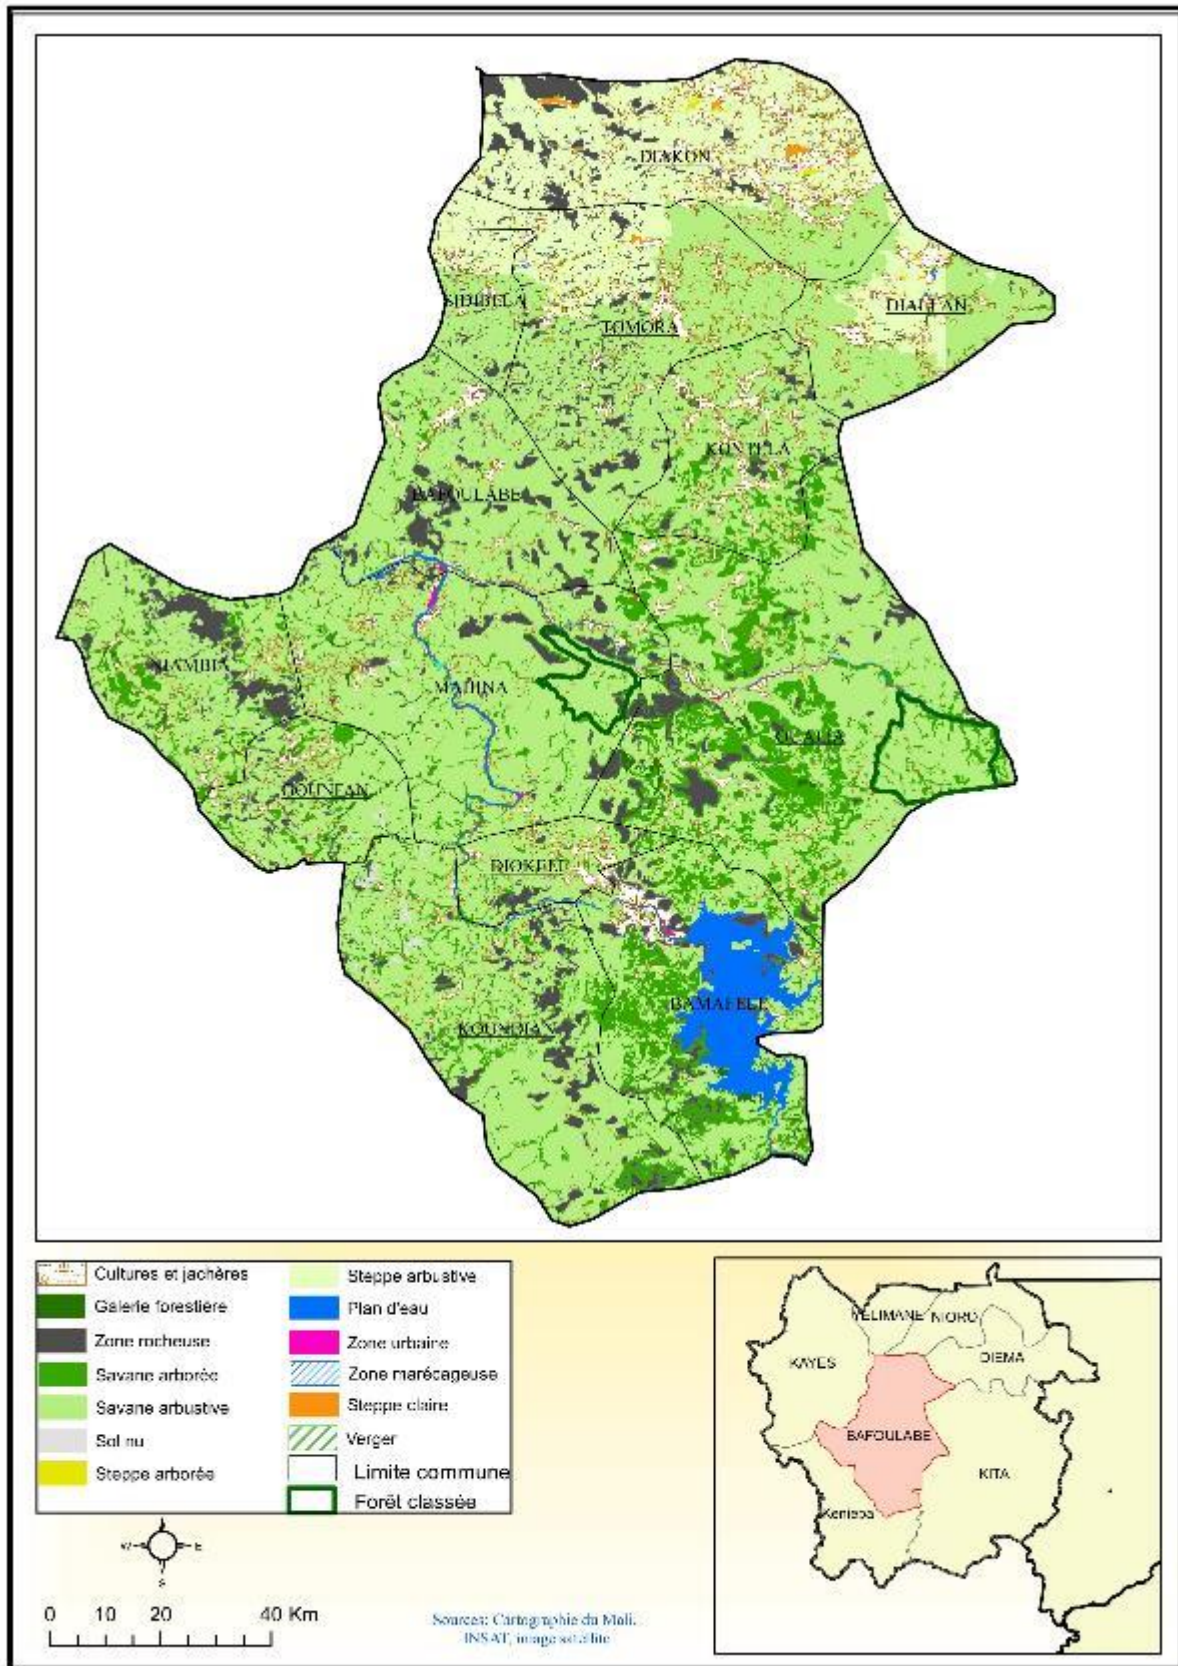 DIAKON
SIDIBELA
DIALLAN
TOMORA
KONTELA
BAFOULABE
NIAMBIA
MAHINA
OUALIA
GOUNFAN
DIOKELI
BAMAFELE
KOUNDIAN
Cultures et jachères
Galerie forestière
Zone rocheuse
Savane arborée
Savane arbustive
Sol nu
Steppe arborée
Steppe arbustive
Plan d'eau
Zone urbaine
Zone marécageuse
Steppe claire
Verger
Limite commune
Forêt classée
W E
S
0 10 20 40 Km
Sources: Cartographie du Mali.
INSAT, image satéllite
YELIMANE
NIORO
KAYES
DIEMA
BAFOULABE
KITA
Kenieba